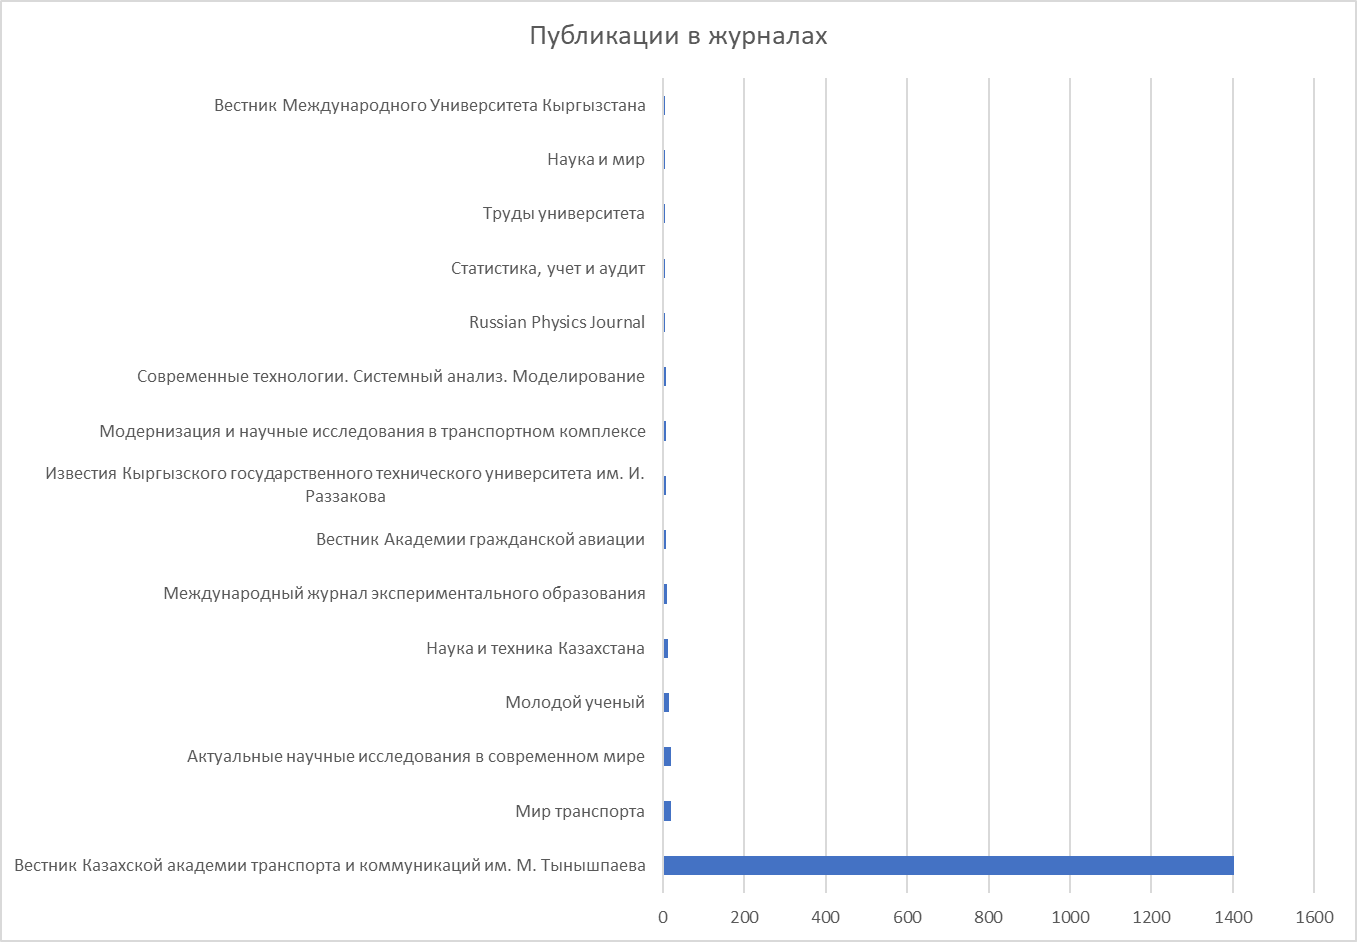 Публикации в журналах
Вестник Международного Университета Кыргызстана
Наука и мир
Труды университета
Статистика, учет и аудит
Russian Physics Journal
Современные технологии. Системный анализ. Моделирование
Модернизация и научные исследования в транспортном комплексе
Известия Кыргызского государственного технического университета им. И.
Раззакова
Вестник Академии гражданской авиации
Международный журнал экспериментального образования
Наука и техника Казахстана
Молодой ученый
Актуальные научные исследования в современном мире
Мир транспорта
Вестник Казахской академии транспорта и коммуникаций им. М. Тынышпаева
0 200 400 600 800 1000 1200 1400 1600